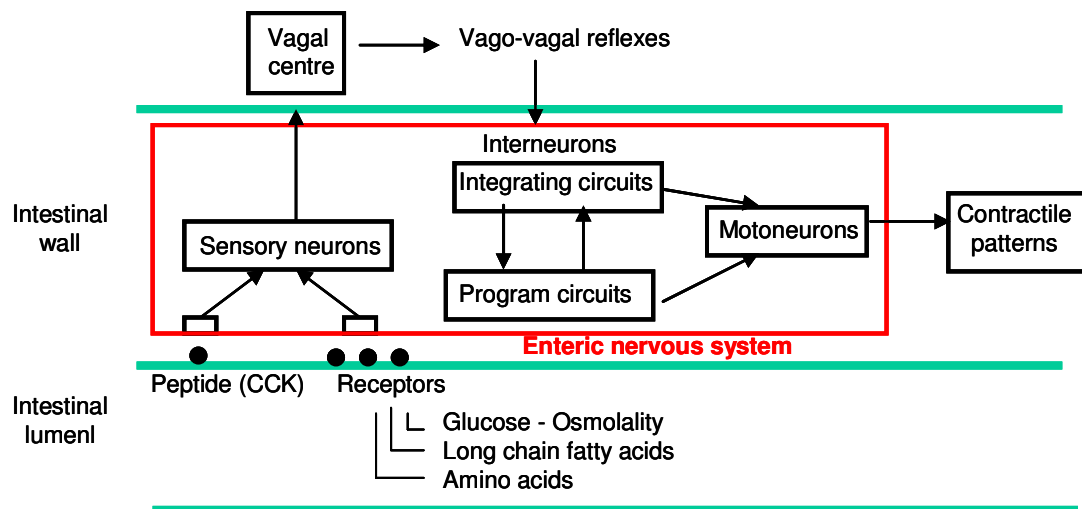 Vagal
centre
Vago-vagal reflexes
Interneurons
Integrating circuits
Intestinal
wall
Sensory neurons
Motoneurons
Contractile
patterns
Program circuits
Enteric nervous system
Peptide (CCK)
Receptors
Intestinal
lumenl
Glucose - Osmolality
Long chain fatty acids
Amino acids